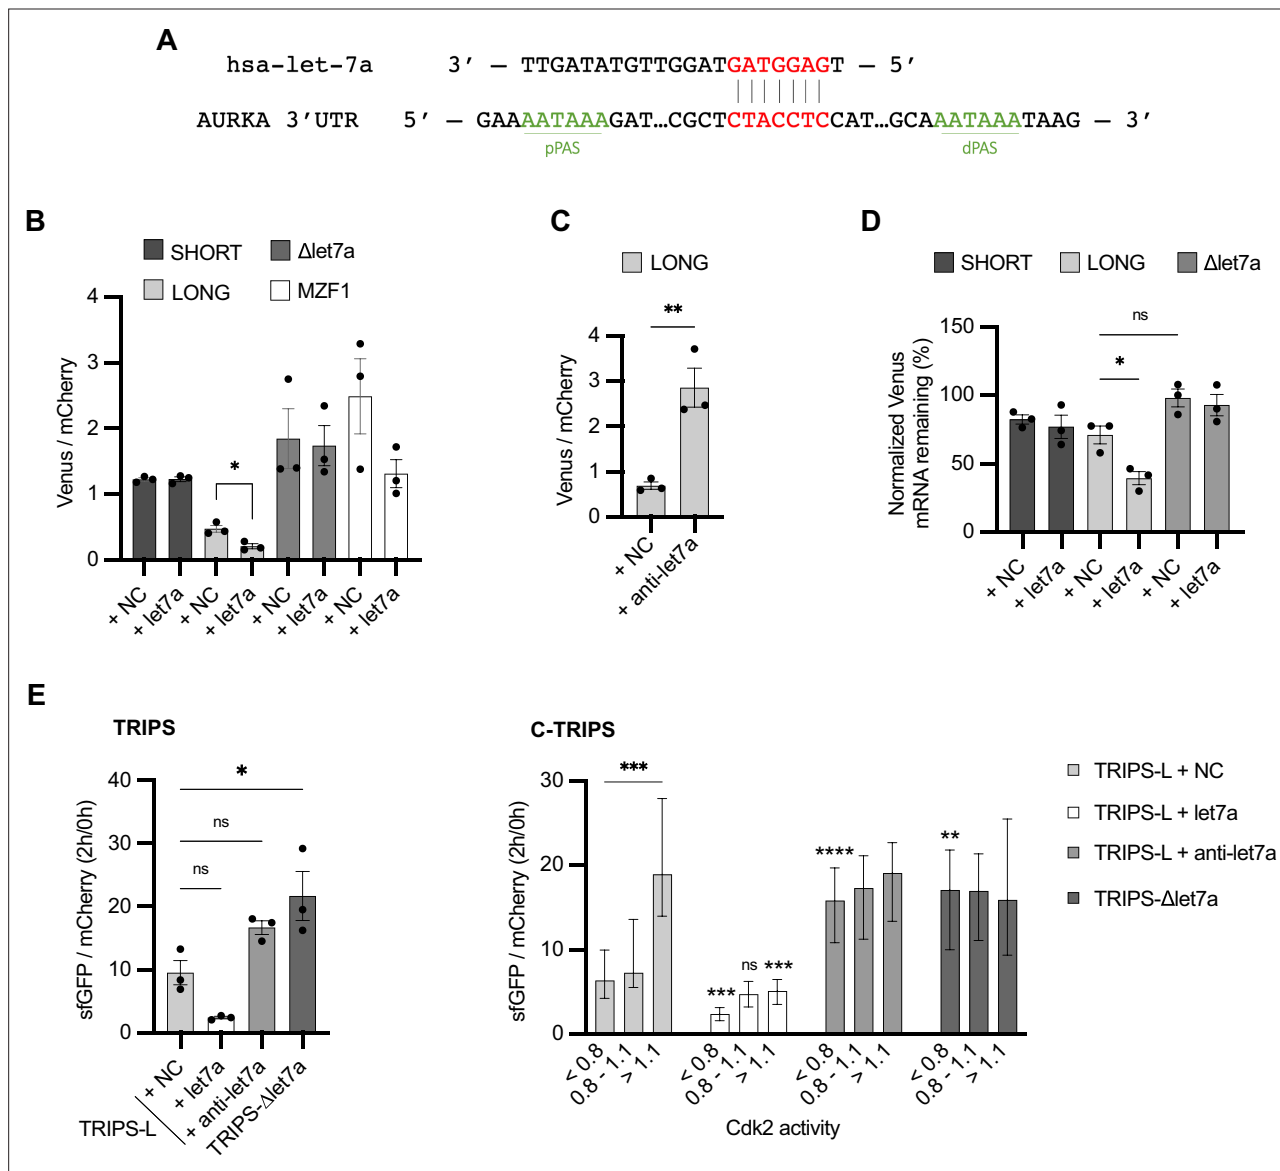 A
hsa-let-7a 3′ – TTGATATGTTGGATGATGGAGT – 5′
AURKA 3′UTR 5′ – GAAAATAAAGAT…CGCTCTACCTCCAT…GCAAATAAATAAG – 3′
pPAS dPAS
B
SHORT Δlet7a
LONG MZF1
Venus / mCherry
4
3
2
1
0
*
+ NC
+ let7a
+ NC
+ let7a
+ NC
+ let7a
+ NC
+ let7a
C
LONG
Venus / mCherry
4
3
2
1
0
**
+ NC
+ anti-let7a
D
SHORT LONG Δlet7a
Normalized Venus
mRNA remaining (%)
150
100
50
0
ns
*
+ NC
+ let7a
+ NC
+ let7a
+ NC
+ let7a
E
TRIPS
sfGFP / mCherry (2h/0h)
40
30
20
10
0
*
ns
ns
+ NC
+ let7a
+ anti-let7a
TRIPS-Δlet7a
TRIPS-L
C-TRIPS
sfGFP / mCherry (2h/0h)
30
20
10
0
***
***
ns
***
****
**
< 0.8
0.8 - 1.1
> 1.1
< 0.8
0.8 - 1.1
> 1.1
< 0.8
0.8 - 1.1
> 1.1
< 0.8
0.8 - 1.1
> 1.1
Cdk2 activity
TRIPS-L + NC
TRIPS-L + let7a
TRIPS-L + anti-let7a
TRIPS-Δlet7a